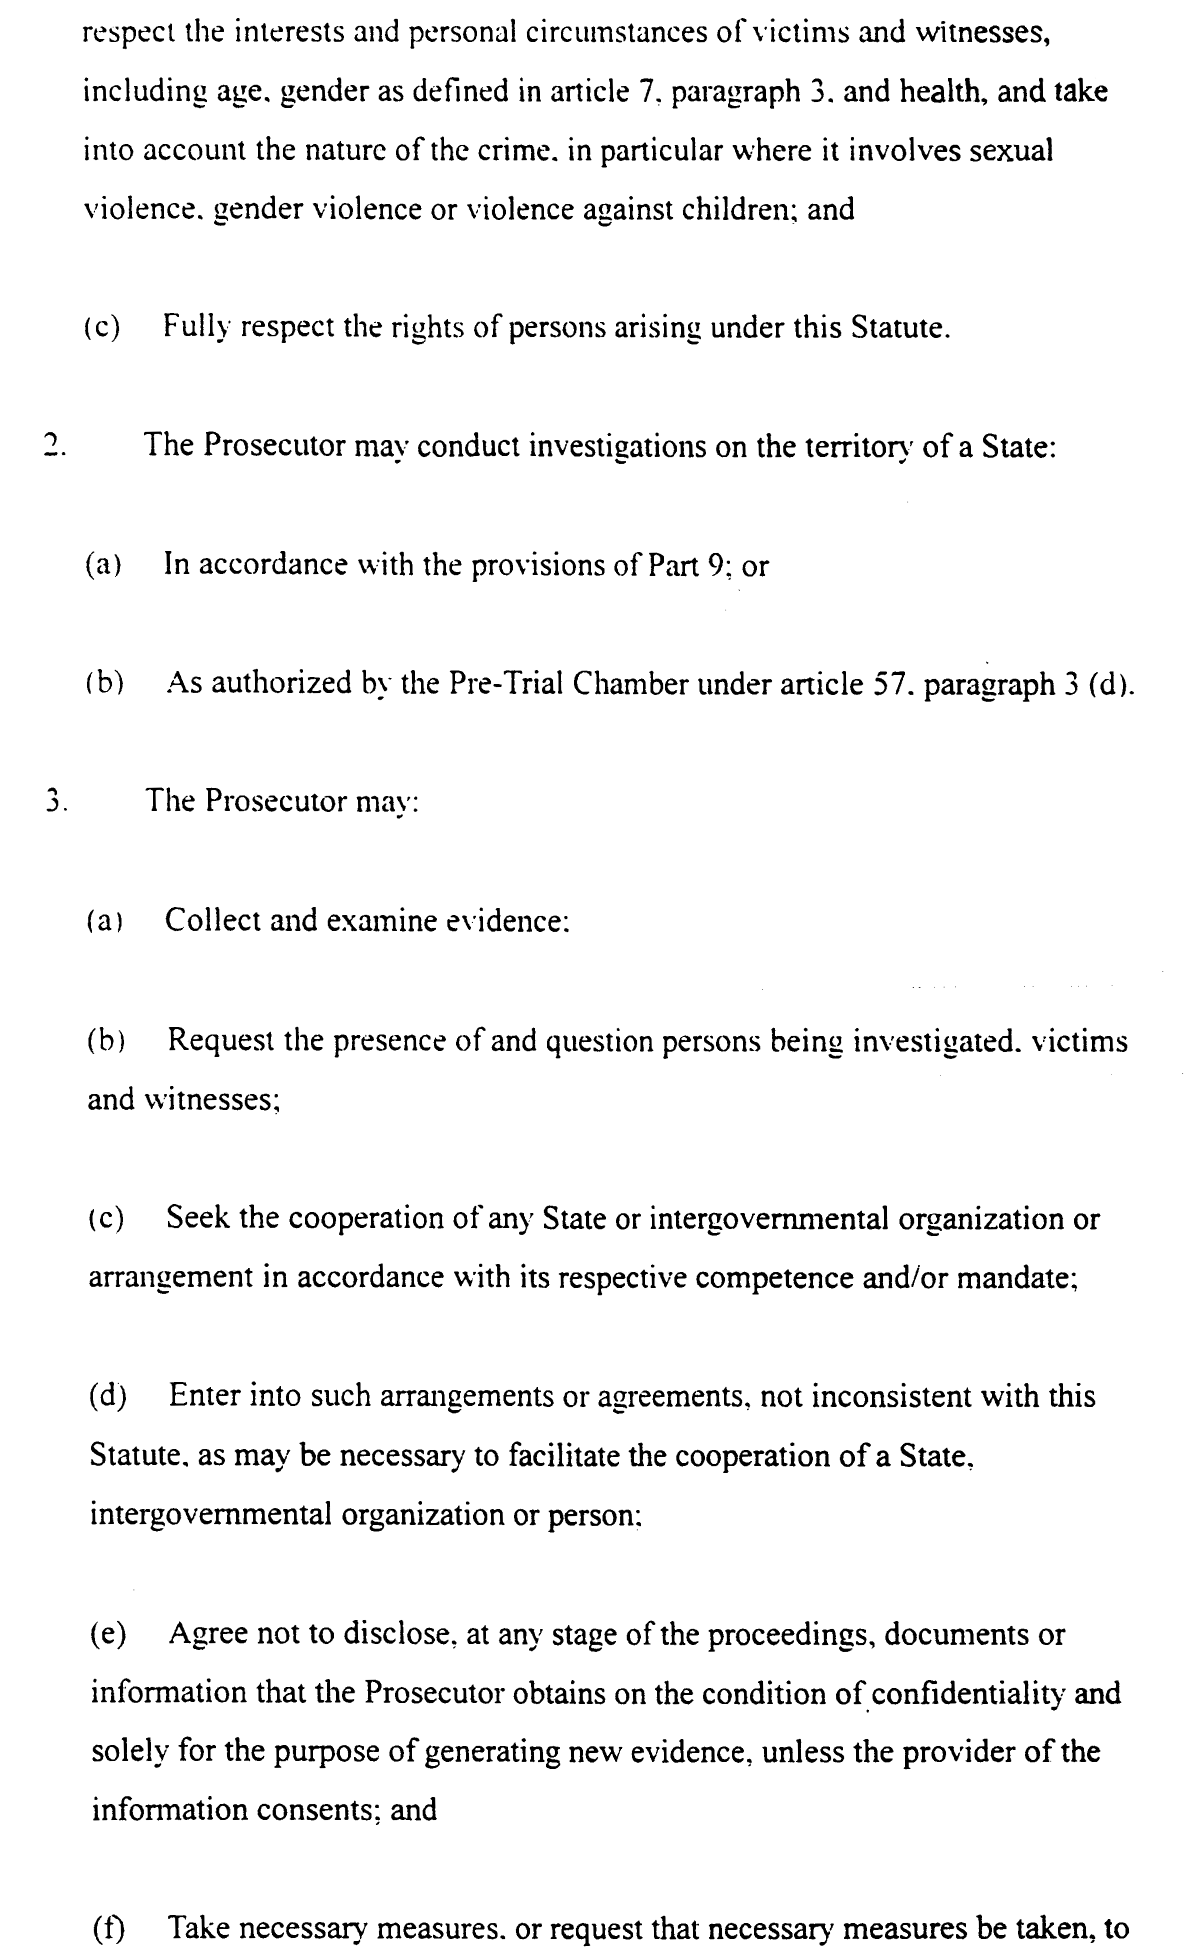 respect the interests and personal circumstances of victims and witnesses,
including age, gender as defined in article 7, paragraph 3, and health, and take
into account the nature of the crime, in particular where it involves sexual
violence, gender violence or violence against children; and
(c) Fully respect the rights of persons arising under this Statute.
2. The Prosecutor may conduct investigations on the territory of a State:
(a) In accordance with the provisions of Part 9; or
(b) As authorized by the Pre-Trial Chamber under article 57, paragraph 3 (d).
3. The Prosecutor may:
(a) Collect and examine evidence;
(b) Request the presence of and question persons being investigated, victims
and witnesses;
(c) Seek the cooperation of any State or intergovernmental organization or
arrangement in accordance with its respective competence and/or mandate;
(d) Enter into such arrangements or agreements, not inconsistent with this
Statute, as may be necessary to facilitate the cooperation of a State,
intergovernmental organization or person;
(e) Agree not to disclose, at any stage of the proceedings, documents or
information that the Prosecutor obtains on the condition of confidentiality and
solely for the purpose of generating new evidence, unless the provider of the
information consents; and
(f) Take necessary measures, or request that necessary measures be taken, to